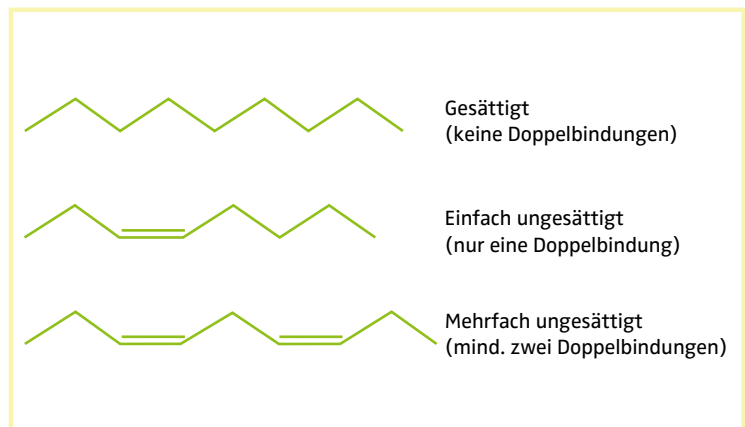 Gesättigt
(keine Doppelbindungen)
Einfach ungesättigt
(nur eine Doppelbindung)
Mehrfach ungesättigt
(mind. zwei Doppelbindungen)